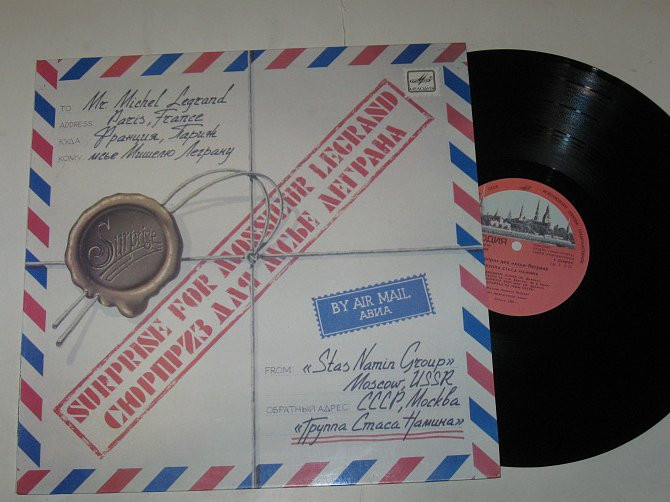 МЕЛОДИЯ
TO
Mr. Michel Legrand
ADDRESS:
Paris, France
КУДА
Франция, Париж
КОМУ:
мсье Мишелю Леграну
Surprise
SURPRISE FOR MONSIEUR LEGRAND
СЮРПРИЗ ДЛЯ МСЬЕ ЛЕГРАНА
BY AIR MAIL
АВИА
FROM:
«Stas Namin Group»
Moscow, USSR
ОБРАТНЫЙ АДРЕС:
СССР, Москва
«Группа Стаса Намина»